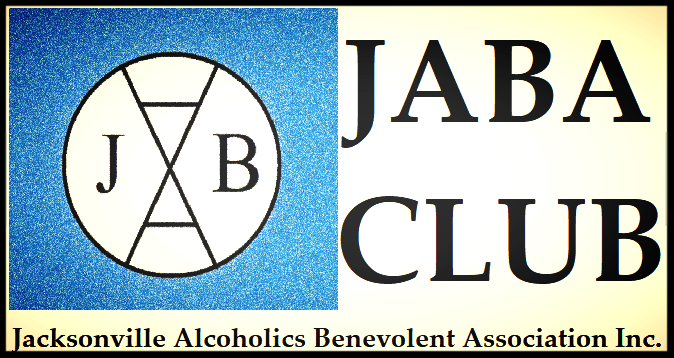 J B
JABA
CLUB
Jacksonville Alcoholics Benevolent Association Inc.